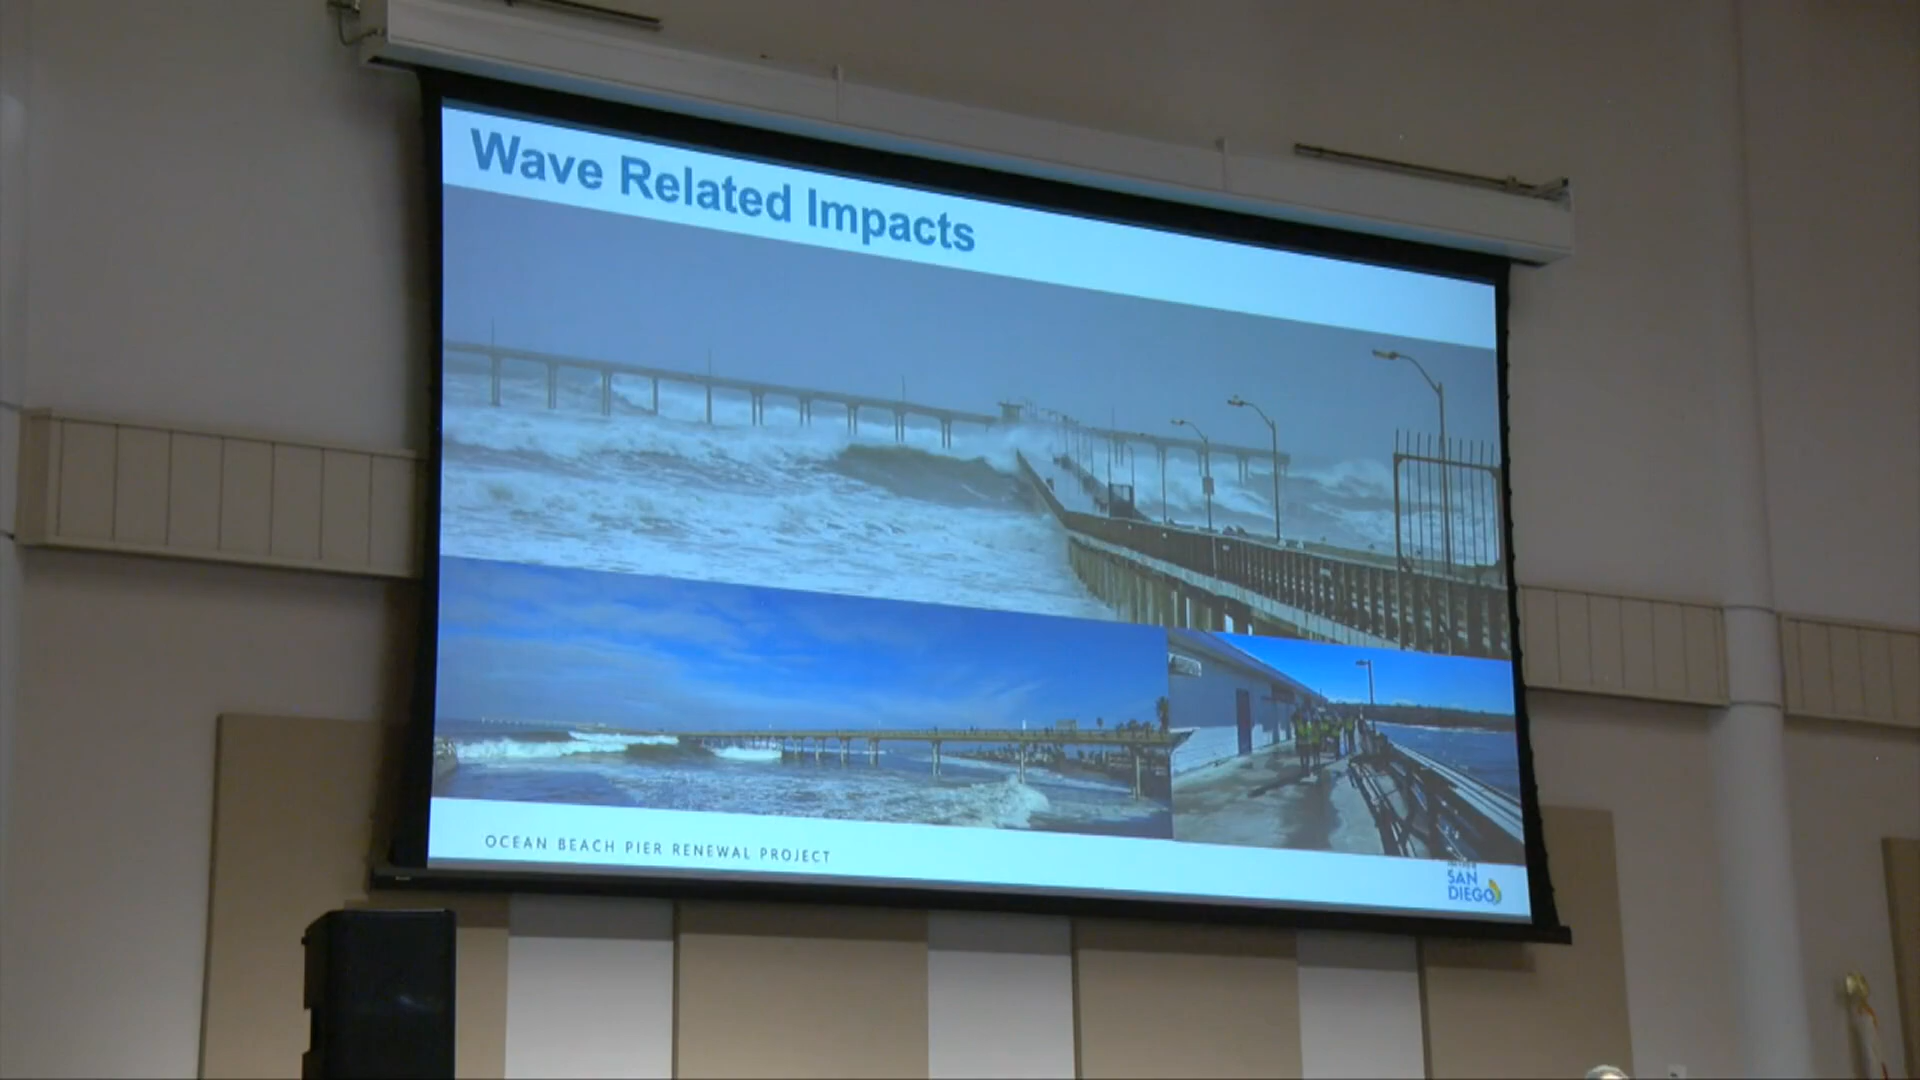 Wave Related Impacts
OCEAN BEACH PIER RENEWAL PROJECT
SAN
DIEGO